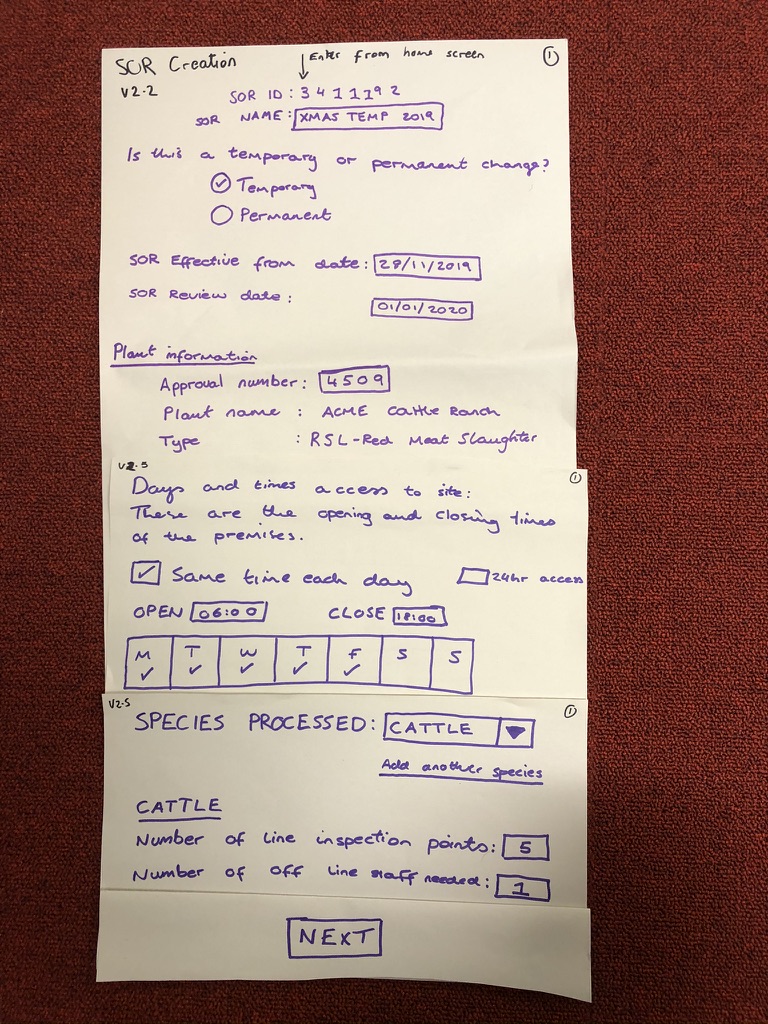 SOR Creation
Enter from home screen
1
V2.2
SOR ID: 3411192
SOR NAME: XMAS TEMP 2019
Is this a temporary or permanent change?
Temporary
Permanent
SOR Effective from date: 28/11/2019
SOR Review date:
01/01/2020
Plant information
Approval number: 4509
Plant name : ACME Cattle Ranch
Type : RSL-Red Meat Slaughter
V2.5
1
Days and times access to site:
These are the opening and closing times
of the premises.
Same time each day
24hr access
OPEN 06:00 CLOSE 18:00
M T W T F S S
V2.5
1
SPECIES PROCESSED: CATTLE
Add another species
CATTLE
Number of line inspection points: 5
Number of off line staff needed: 1
NEXT